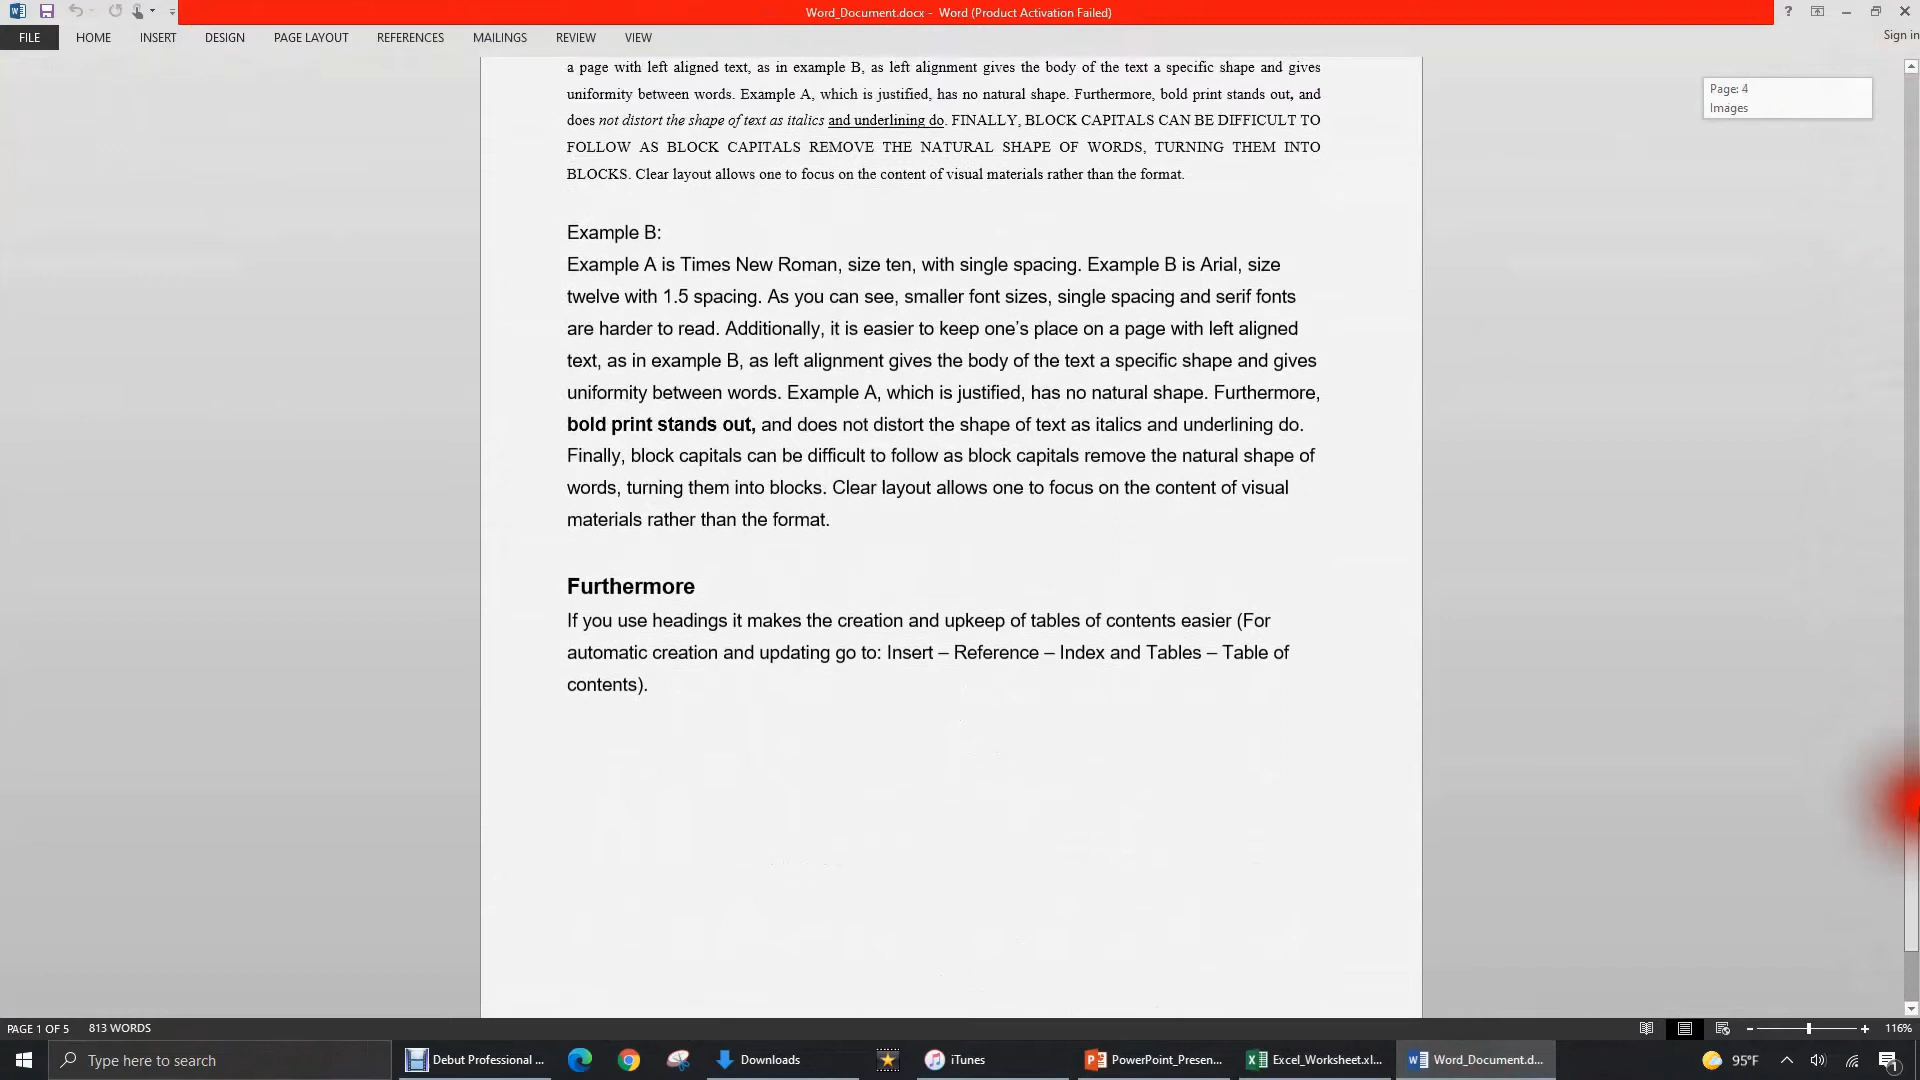 Word_Document.docx - Word (Product Activation Failed)
?
FILE HOME INSERT DESIGN PAGE LAYOUT REFERENCES MAILINGS REVIEW VIEW
Sign in
a page with left aligned text, as in example B, as left alignment gives the body of the text a specific shape and gives
uniformity between words. Example A, which is justified, has no natural shape. Furthermore, bold print stands out, and
does not distort the shape of text as italics and underlining do. FINALLY, BLOCK CAPITALS CAN BE DIFFICULT TO
FOLLOW AS BLOCK CAPITALS REMOVE THE NATURAL SHAPE OF WORDS, TURNING THEM INTO
BLOCKS. Clear layout allows one to focus on the content of visual materials rather than the format.
Page: 4
Images
Example B:
Example A is Times New Roman, size ten, with single spacing. Example B is Arial, size
twelve with 1.5 spacing. As you can see, smaller font sizes, single spacing and serif fonts
are harder to read. Additionally, it is easier to keep one’s place on a page with left aligned
text, as in example B, as left alignment gives the body of the text a specific shape and gives
uniformity between words. Example A, which is justified, has no natural shape. Furthermore,
bold print stands out, and does not distort the shape of text as italics and underlining do.
Finally, block capitals can be difficult to follow as block capitals remove the natural shape of
words, turning them into blocks. Clear layout allows one to focus on the content of visual
materials rather than the format.
Furthermore
If you use headings it makes the creation and upkeep of tables of contents easier (For
automatic creation and updating go to: Insert – Reference – Index and Tables – Table of
contents).
PAGE 1 OF 5 813 WORDS
116%
Type here to search
Debut Professional ...
Downloads
iTunes
PowerPoint_Presen...
Excel_Worksheet.xl...
Word_Document.d...
95°F
1